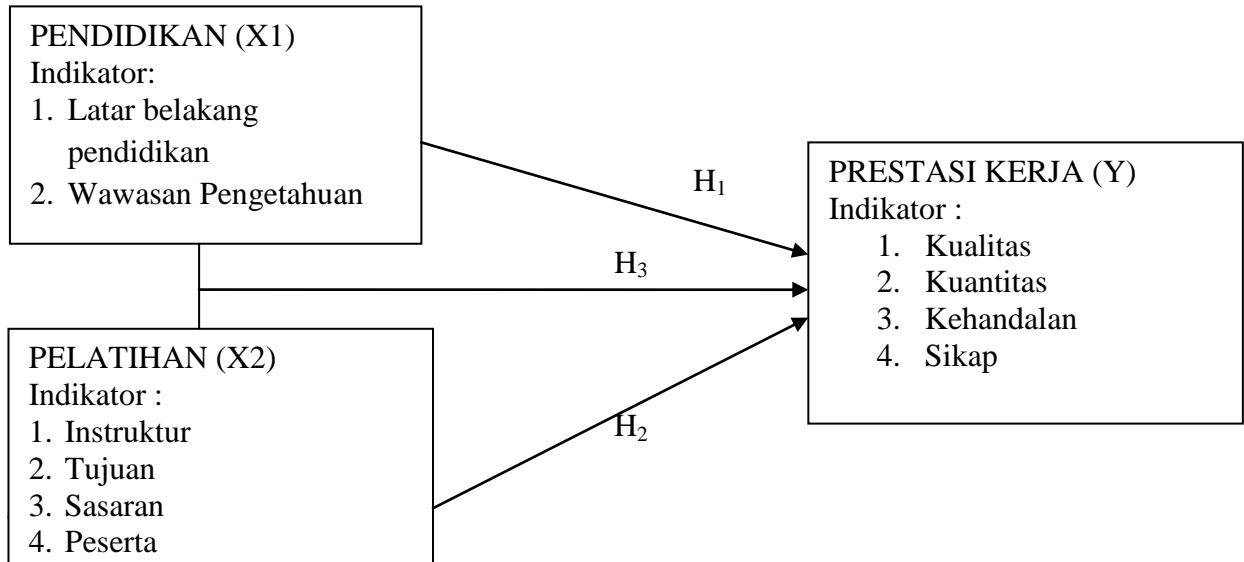 PENDIDIKAN (X1)
Indikator:
1. Latar belakang
pendidikan
2. Wawasan Pengetahuan
H₁
PRESTASI KERJA (Y)
Indikator :
1. Kualitas
2. Kuantitas
3. Kehandalan
4. Sikap
H₃
PELATIHAN (X2)
Indikator :
1. Instruktur
2. Tujuan
3. Sasaran
4. Peserta
H₂